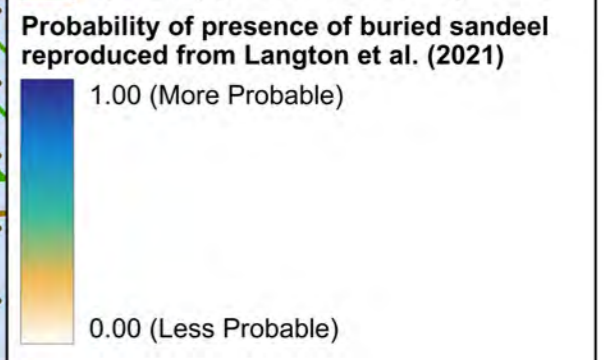 Probability of presence of buried sandeel
reproduced from Langton et al. (2021)
1.00 (More Probable)
0.00 (Less Probable)